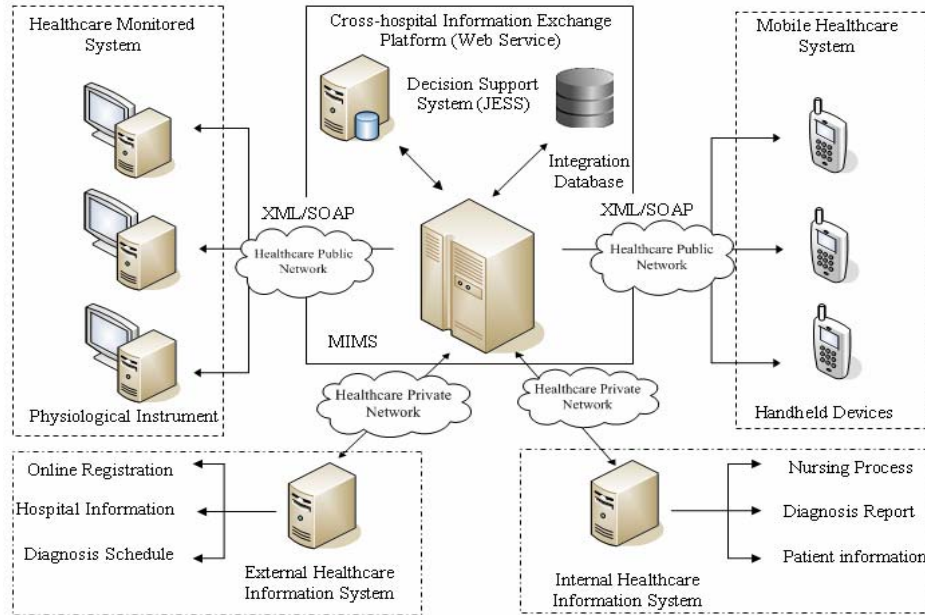 Healthcare Monitored
System
Physiological Instrument
Cross-hospital Information Exchange
Platform (Web Service)
Decision Support
System (JESS)
Integration
Database
XML/SOAP
Healthcare Public
Network
MIMS
XML/SOAP
Healthcare Public
Network
Mobile Healthcare
System
Handheld Devices
Healthcare Private
Network
Healthcare Private
Network
Online Registration
Hospital Information
Diagnosis Schedule
External Healthcare
Information System
Internal Healthcare
Information System
Nursing Process
Diagnosis Report
Patient information